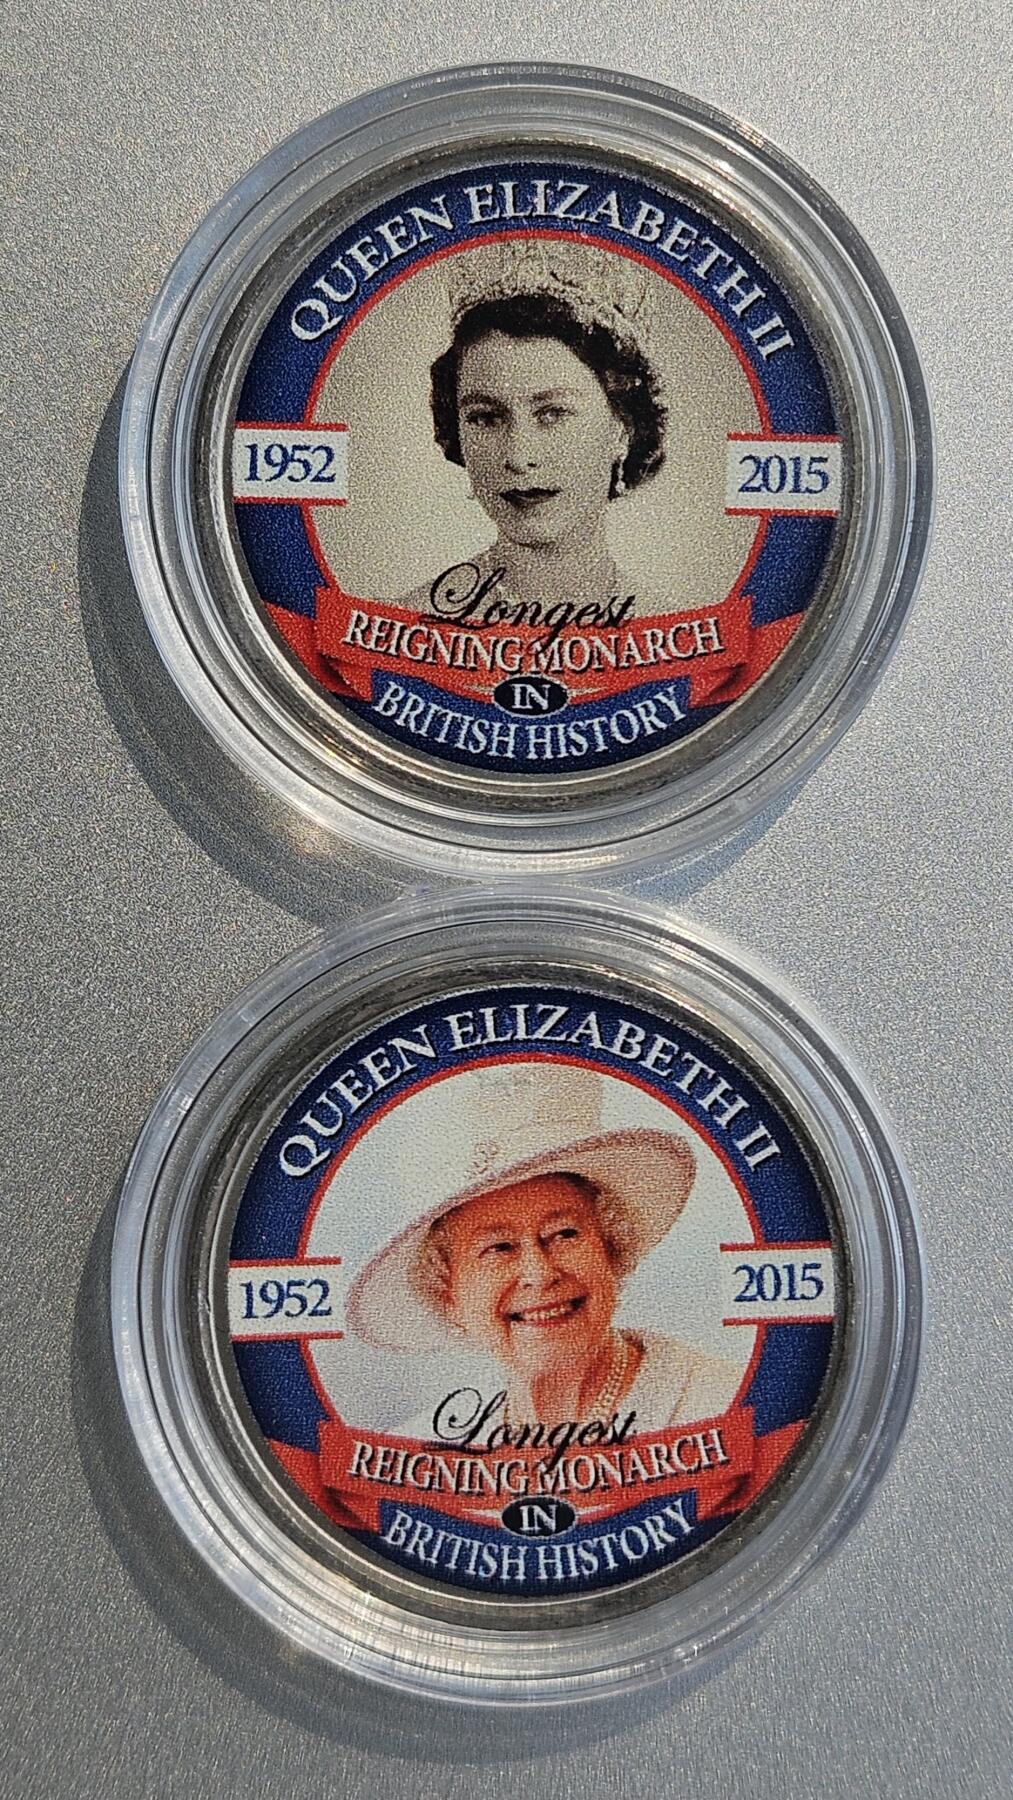 QUEEN ELIZABETH II
1952
2015
Longest
REIGNING MONARCH
IN
BRITISH HISTORY
QUEEN ELIZABETH II
1952
2015
Longest
REIGNING MONARCH
IN
BRITISH HISTORY